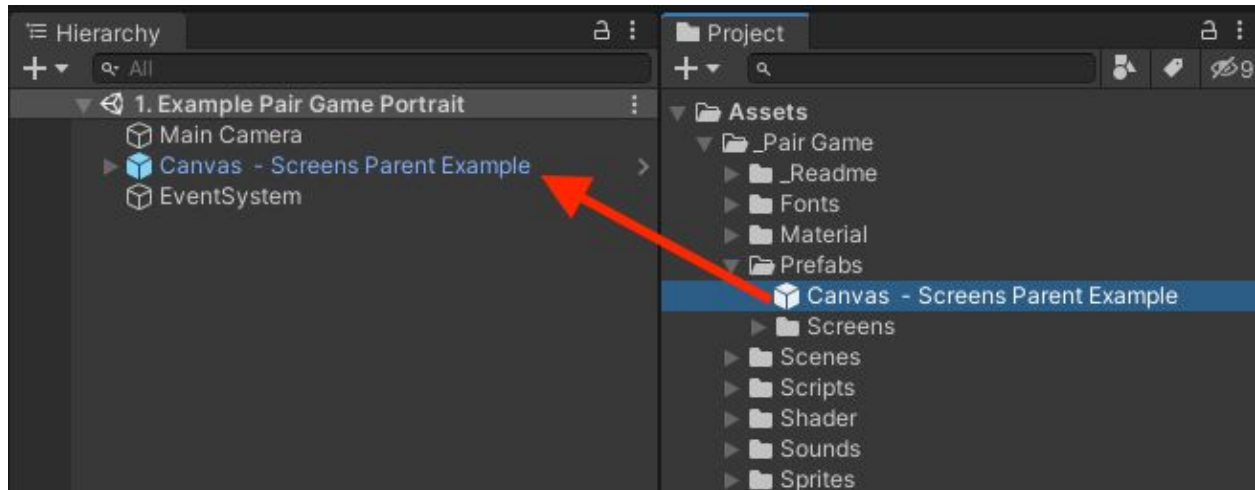 Hierarchy
All
1. Example Pair Game Portrait
Main Camera
Canvas  - Screens Parent Example
EventSystem
Project
9
Assets
_Pair Game
_Readme
Fonts
Material
Prefabs
Canvas  - Screens Parent Example
Screens
Scenes
Scripts
Shader
Sounds
Sprites